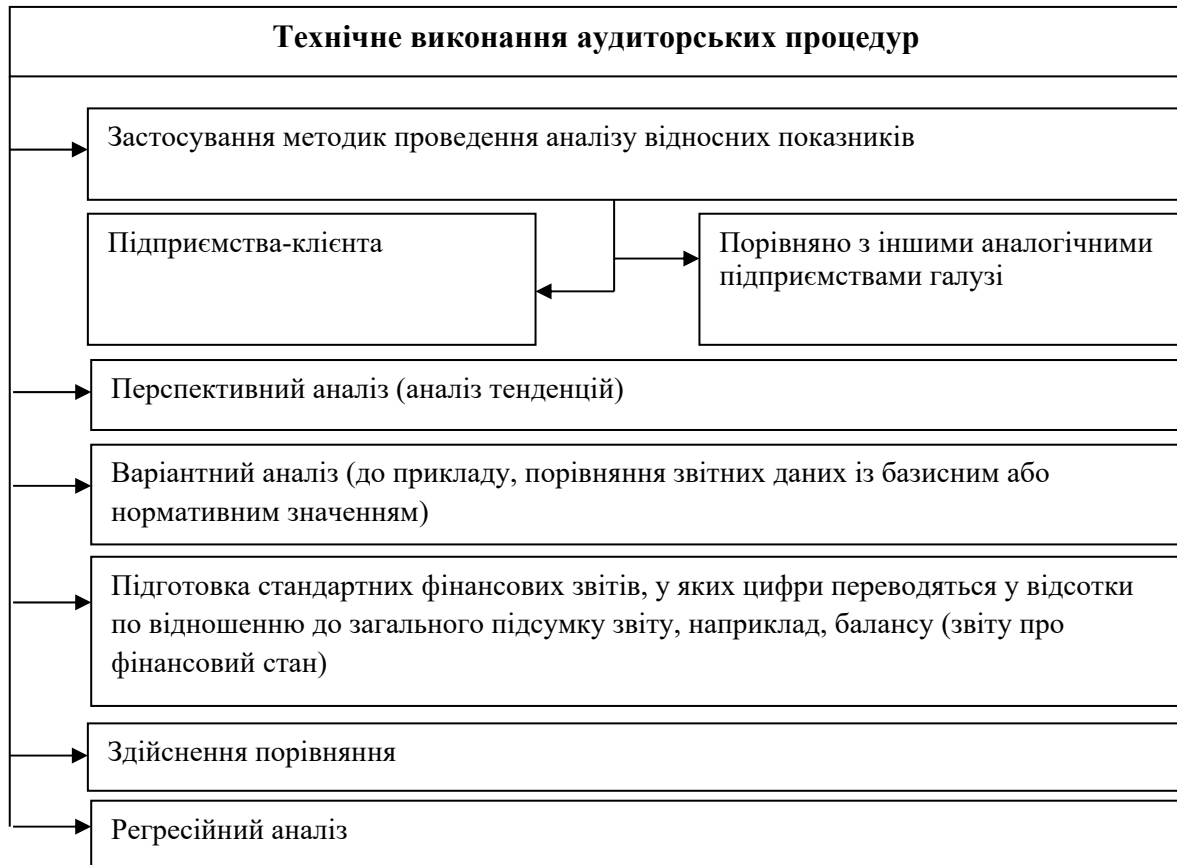 Технічне виконання аудиторських процедур
Застосування методик проведення аналізу відносних показників
Підприємства-клієнта
Порівняно з іншими аналогічними
підприємствами галузі
Перспективний аналіз (аналіз тенденцій)
Варіантний аналіз (до прикладу, порівняння звітних даних із базисним або
нормативним значенням)
Підготовка стандартних фінансових звітів, у яких цифри переводяться у відсотки
по відношенню до загального підсумку звіту, наприклад, балансу (звіту про
фінансовий стан)
Здійснення порівняння
Регресійний аналіз